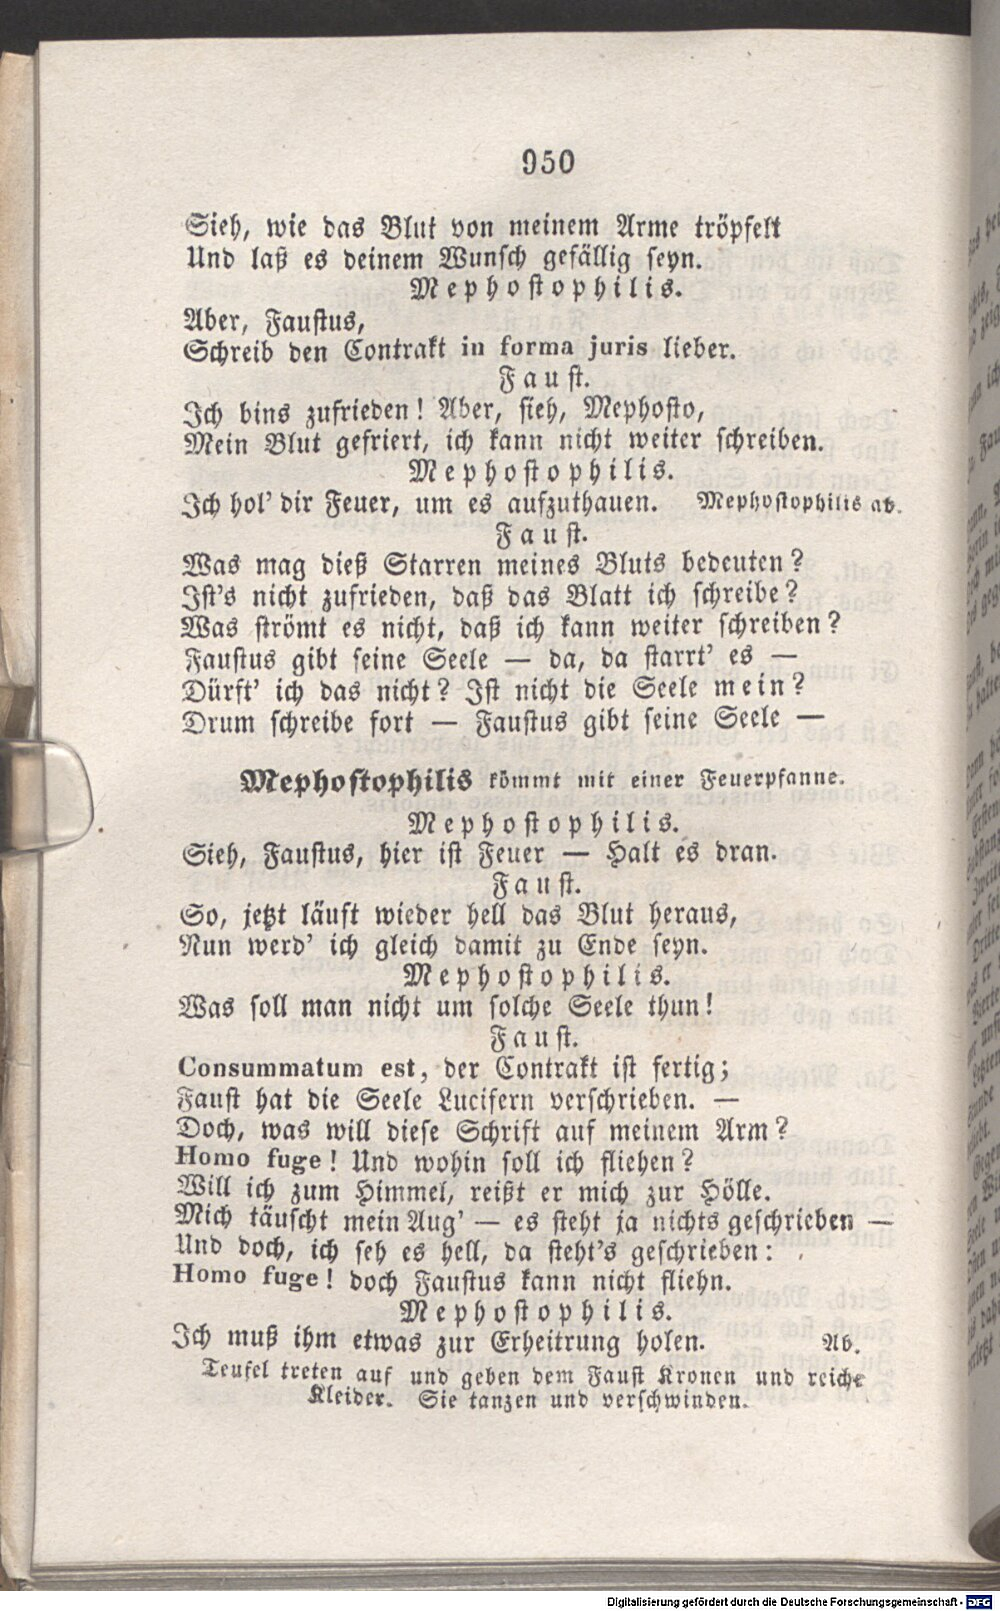 950
Sieh, wie das Blut von meinem Arme tröpfelt
Und laß es deinem Wunsch gefällig seyn.
Mephostophilis.
Aber, Faustus,
Schreib den Contrakt in forma juris lieber.
Faust.
Ich bins zufrieden! Aber, sieh, Mephosto,
Mein Blut gefriert, ich kann nicht weiter schreiben.
Mephostophilis.
Ich hol' dir Feuer, um es aufzuthauen. Mephostophilis ab.
Faust.
Was mag dieß Starren meines Bluts bedeuten?
Ist's nicht zufrieden, daß das Blatt ich schreibe?
Was strömt es nicht, daß ich kann weiter schreiben?
Faustus gibt seine Seele — da, da starrt' es —
Dürft' ich das nicht? Ist nicht die Seele mein?
Drum schreibe fort — Faustus gibt seine Seele —
Mephostophilis kömmt mit einer Feuerpfanne.
Mephostophilis.
Sieh, Faustus, hier ist Feuer — Halt es dran.
Faust.
So, jetzt läuft wieder hell das Blut heraus,
Nun werd' ich gleich damit zu Ende seyn.
Mephostophilis.
Was soll man nicht um solche Seele thun!
Faust.
Consummatum est, der Contrakt ist fertig;
Faust hat die Seele Lucifern verschrieben. —
Doch, was will diese Schrift auf meinem Arm?
Homo fuge! Und wohin soll ich fliehen?
Will ich zum Himmel, reißt er mich zur Hölle.
Mich täuscht mein Aug' — es steht ja nichts geschrieben —
Und doch, ich seh es hell, da steht's geschrieben:
Homo fuge! doch Faustus kann nicht fliehn.
Mephostophilis.
Ich muß ihm etwas zur Erheitrung holen. Ab.
Teufel treten auf und geben dem Faust Kronen und reiche
Kleider. Sie tanzen und verschwinden.
Digitalisierung gefördert durch die Deutsche Forschungsgemeinschaft - DFG